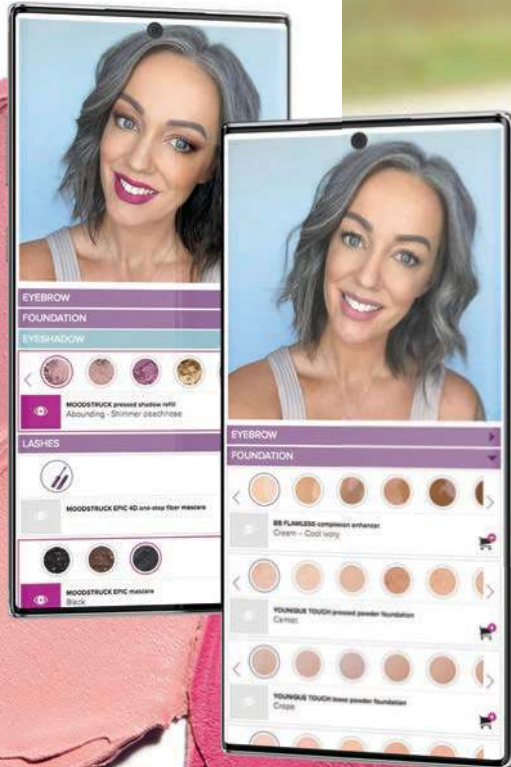 EYEBROW
FOUNDATION
EYESHADOW
MOODSTRUCK pressed shadow refill
Abounding - Shimmer peachrose
LASHES
MOODSTRUCK EPIC 4D one-step fiber mascara
MOODSTRUCK EPIC mascara
Black
EYEBROW
FOUNDATION
BB FLAWLESS complexion enhancer
Cream - Cool Ivory
YOUNIQUE TOUCH pressed powder foundation
Camisl
YOUNIQUE TOUCH loose powder foundation
Crepe